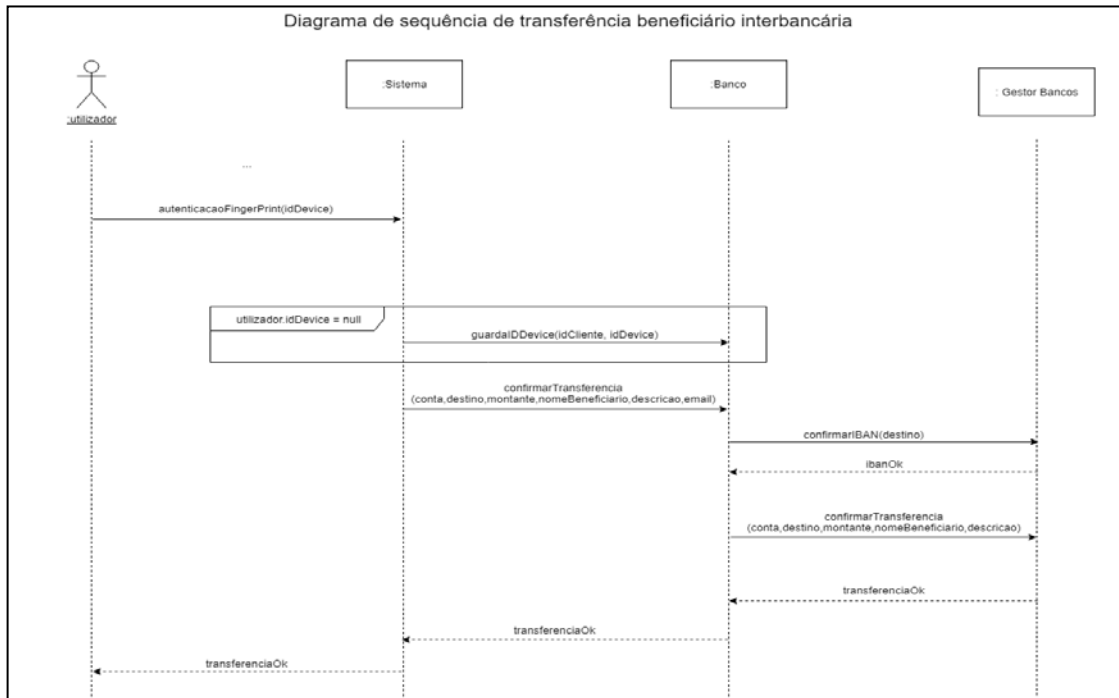 Diagrama de sequência de transferência beneficiário interbancária
:utilizador
:Sistema
:Banco
: Gestor Bancos
...
autenticacaoFingerPrint(idDevice)
utilizador.idDevice = null
guardaIDDevice(idCliente, idDevice)
confirmarTransferencia
(conta,destino,montante,nomeBeneficiario,descricao,email)
confirmarIBAN(destino)
ibanOk
confirmarTransferencia
(conta,destino,montante,nomeBeneficiario,descricao)
transferenciaOk
transferenciaOk
transferenciaOk